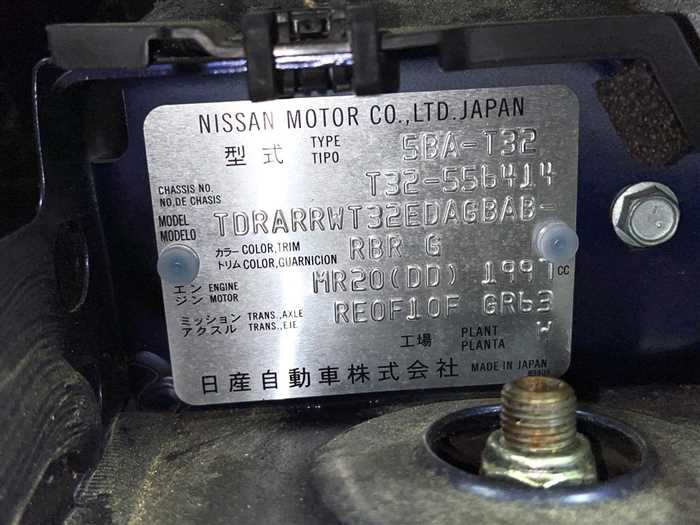 NISSAN MOTOR CO.,LTD.JAPAN
型式 TYPE TIPO 5BA-T32
CHASSIS NO. NO,DE CHASIS T32-556414
MODEL MODELO TDRARRWT32EDAGBAB-
カラー COLOR,TRIM トリム COLOR,GUARNICION RBR G
エンジン ENGINE MOTOR MR20(DD) 1997 CC
ミッション TRANS.,AXLE アクスル TRANS.,EJE RE0F10F GR63
工場 PLANT PLANTA W
日産自動車株式会社 MADE IN JAPAN